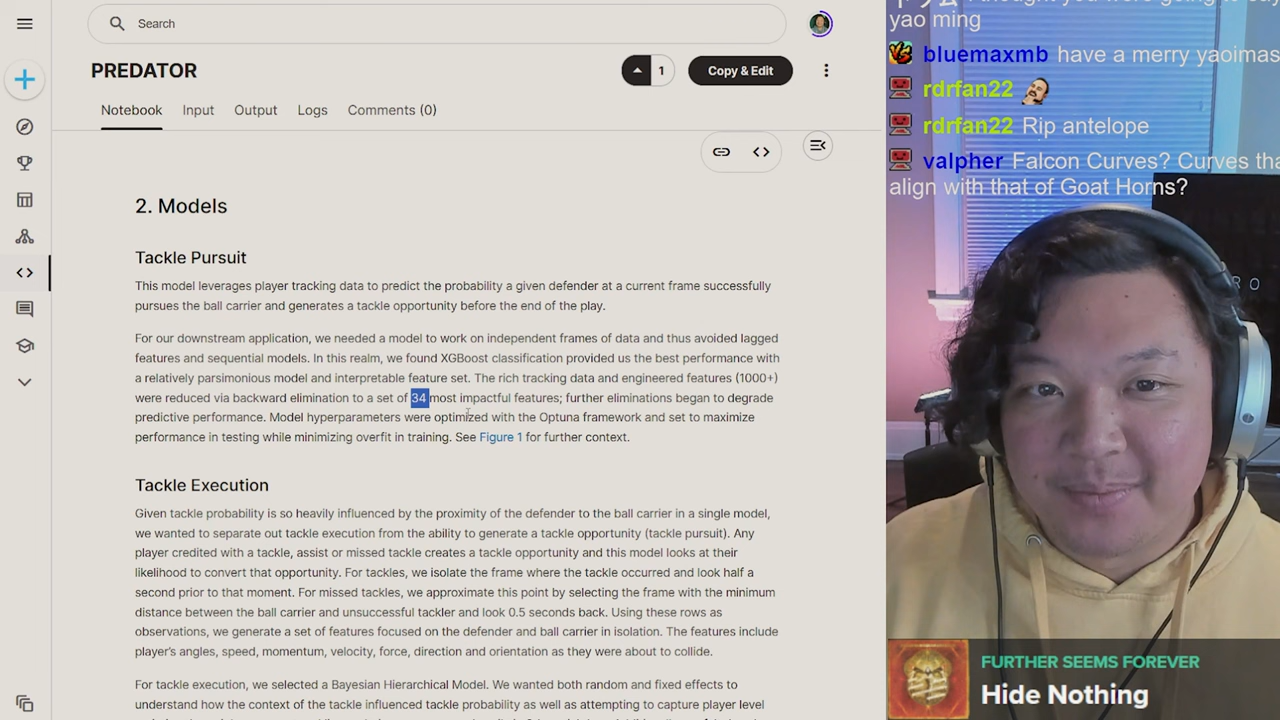 Search
PREDATOR
1
Copy & Edit
Notebook
Input
Output
Logs
Comments (0)
2. Models
Tackle Pursuit
This model leverages player tracking data to predict the probability a given defender at a current frame successfully
pursues the ball carrier and generates a tackle opportunity before the end of the play.
For our downstream application, we needed a model to work on independent frames of data and thus avoided lagged
features and sequential models. In this realm, we found XGBoost classification provided us the best performance with
a relatively parsimonious model and interpretable feature set. The rich tracking data and engineered features (1000+)
were reduced via backward elimination to a set of 34 most impactful features; further eliminations began to degrade
predictive performance. Model hyperparameters were optimized with the Optuna framework and set to maximize
performance in testing while minimizing overfit in training. See Figure 1 for further context.
Tackle Execution
Given tackle probability is so heavily influenced by the proximity of the defender to the ball carrier in a single model,
we wanted to separate out tackle execution from the ability to generate a tackle opportunity (tackle pursuit). Any
player credited with a tackle, assist or missed tackle creates a tackle opportunity and this model looks at their
likelihood to convert that opportunity. For tackles, we isolate the frame where the tackle occurred and look half a
second prior to that moment. For missed tackles, we approximate this point by selecting the frame with the minimum
distance between the ball carrier and unsuccessful tackler and look 0.5 seconds back. Using these rows as
observations, we generate a set of features focused on the defender and ball carrier in isolation. The features include
player's angles, speed, momentum, velocity, force, direction and orientation as they were about to collide.
For tackle execution, we selected a Bayesian Hierarchical Model. We wanted both random and fixed effects to
understand how the context of the tackle influenced tackle probability as well as attempting to capture player level
yao ming
bluemaxmb have a merry yaoimas
rdrfan22
rdrfan22 Rip antelope
valpher Falcon Curves? Curves tha
align with that of Goat Horns?
R O
FURTHER SEEMS FOREVER
Hide Nothing